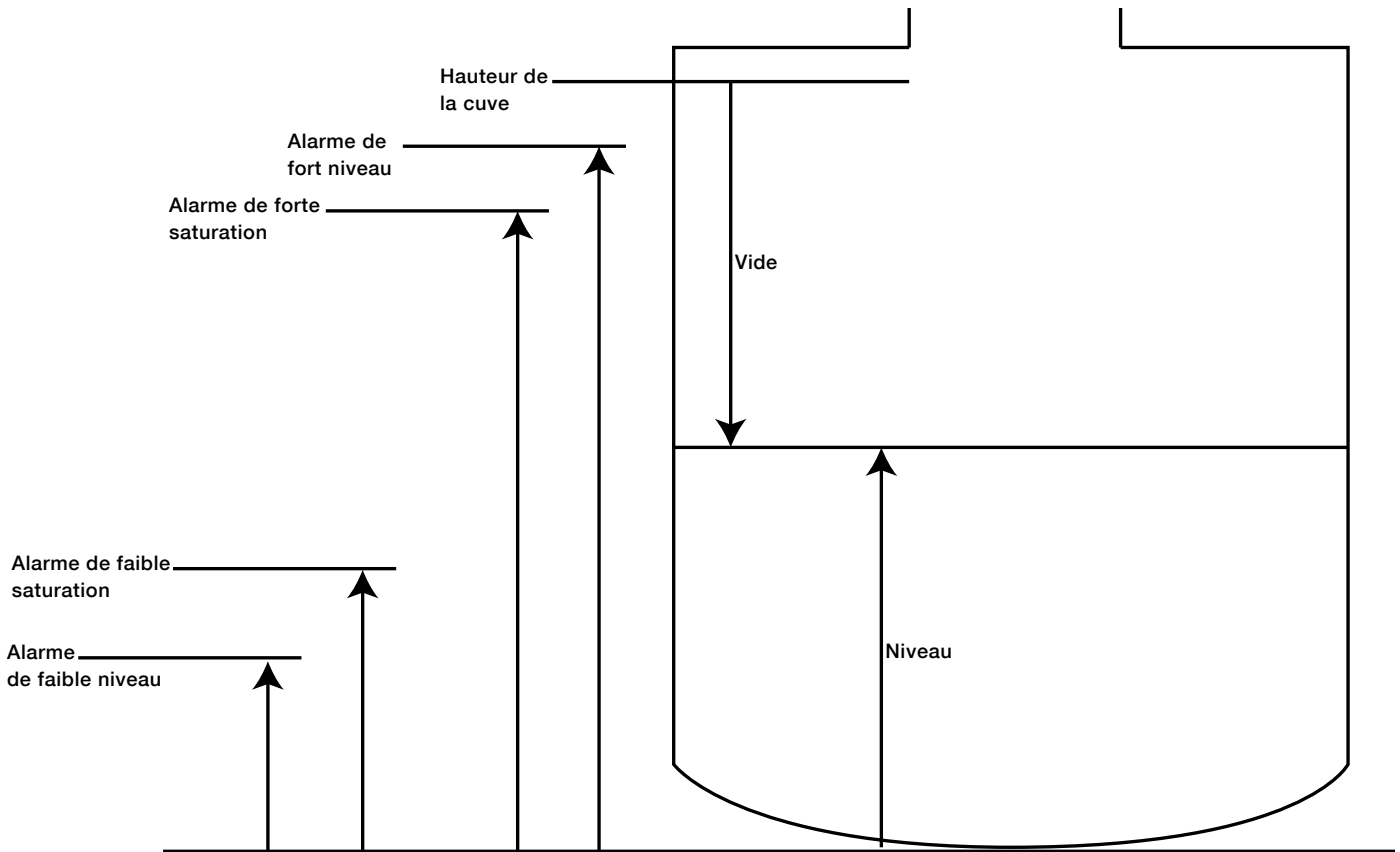 Hauteur de
la cuve
Alarme de
fort niveau
Alarme de forte
saturation
Vide
Alarme de faible
saturation
Alarme
de faible niveau
Niveau